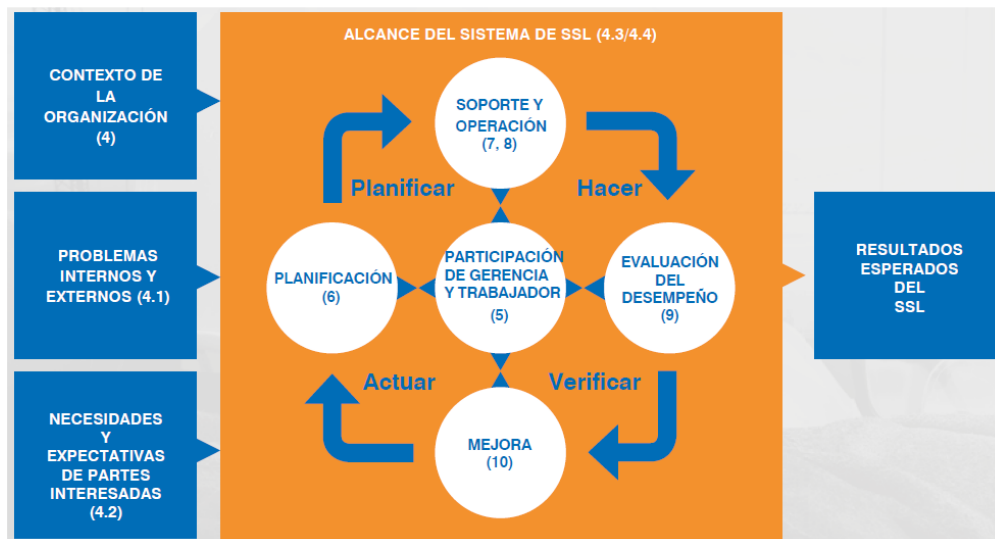 CONTEXTO DE
LA
ORGANIZACIÓN
(4)
PROBLEMAS
INTERNOS Y
EXTERNOS (4.1)
NECESIDADES
Y
EXPECTATIVAS
DE PARTES
INTERESADAS
(4.2)
ALCANCE DEL SISTEMA DE SSL (4.3/4.4)
SOPORTE Y
OPERACIÓN
(7, 8)
Planificar
Hacer
PLANIFICACIÓN
(6)
PARTICIPACIÓN
DE GERENCIA
Y TRABAJADOR
(5)
EVALUACIÓN
DEL
DESEMPEÑO
(9)
Actuar
Verificar
MEJORA
(10)
RESULTADOS
ESPERADOS
DEL
SSL